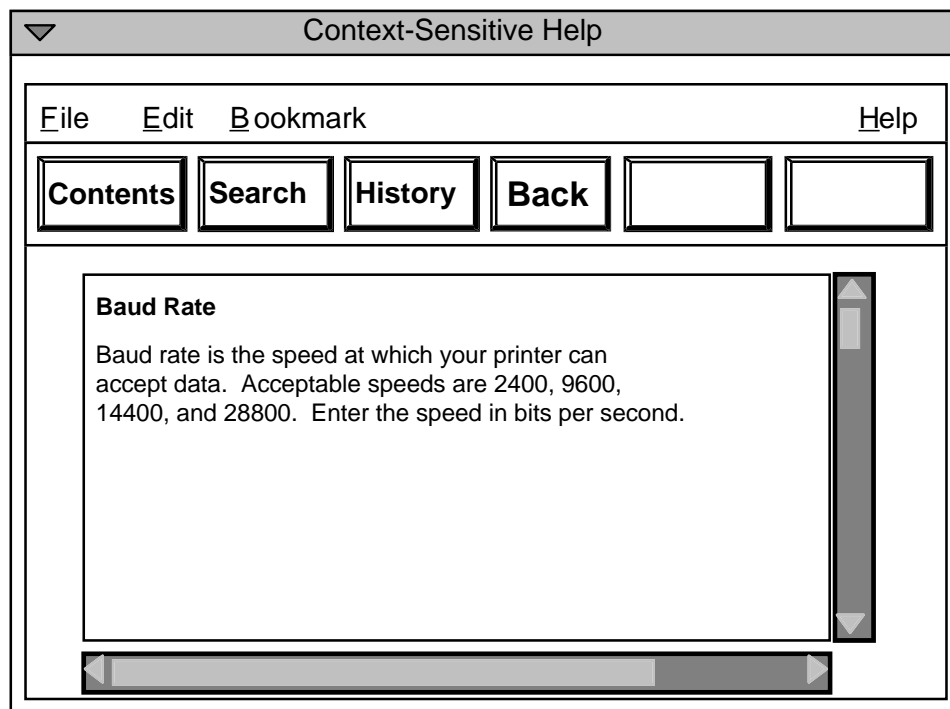 Context-Sensitive Help
File Edit Bookmark Help
Contents Search History Back
Baud Rate
Baud rate is the speed at which your printer can
accept data. Acceptable speeds are 2400, 9600,
14400, and 28800. Enter the speed in bits per second.